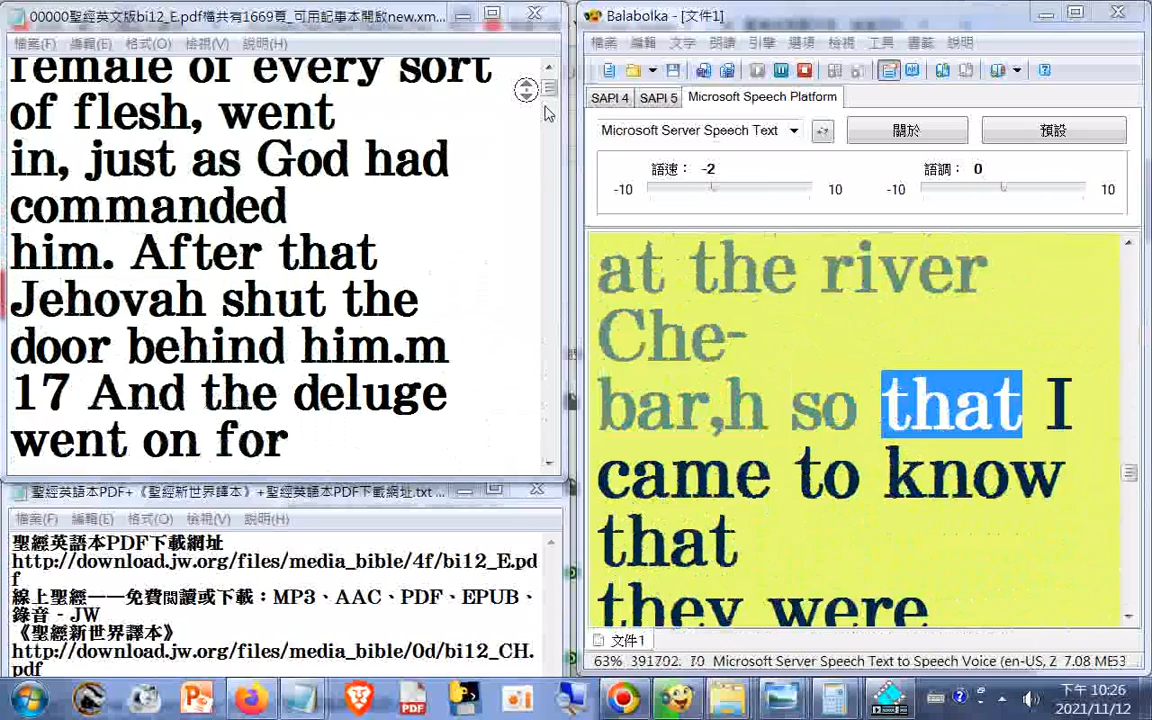 00000聖經英文版bi12_E.pdf檔共有1669頁_可用記事本開啟new.xm...
檔案(F) 編輯(E) 格式(O) 檢視(V) 說明(H)
female of every sort
of flesh, went
in, just as God had
commanded
him. After that
Jehovah shut the
door behind him.m
17 And the deluge
went on for
聖經英語本PDF+《聖經新世界譯本》+聖經英語本PDF下載網址.txt ...
檔案(F) 編輯(E) 格式(O) 檢視(V) 說明(H)
聖經英語本PDF下載網址
http://download.jw.org/files/media_bible/4f/bi12_E.pd
f
線上聖經——免費閱讀或下載：MP3、AAC、PDF、EPUB、
錄音 - JW
《聖經新世界譯本》
http://download.jw.org/files/media_bible/0d/bi12_CH.
pdf
Balabolka - [文件1]
檔案 編輯 文字 朗讀 引擎 選項 檢視 工具 書籤 說明
SAPI 4 SAPI 5 Microsoft Speech Platform
Microsoft Server Speech Text 關於 預設
語速： -2 語調： 0
-10 10 -10 10
at the river
Che-
bar,h so that I
came to know
that
they were
文件1
63% 391702. Microsoft Server Speech Text to Speech Voice (en-US, Z 7.08 ME53
下午 10:26
2021/11/12